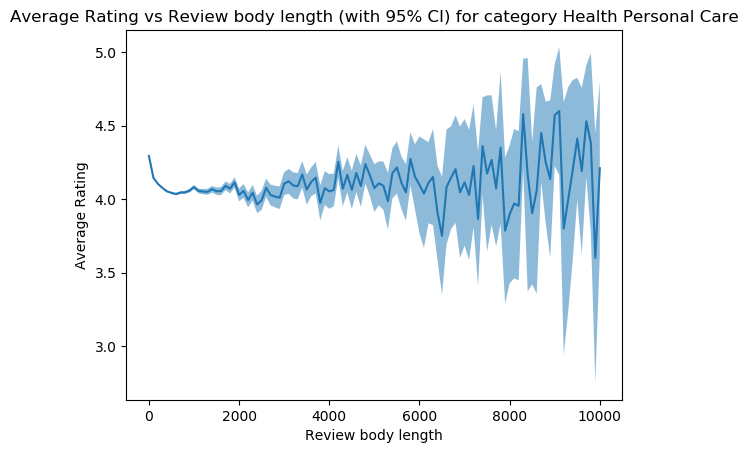 Average Rating vs Review body length (with 95% CI) for category Health Personal Care
5.0
4.5
4.0
3.5
3.0
Average Rating
0 2000 4000 6000 8000 10000
Review body length